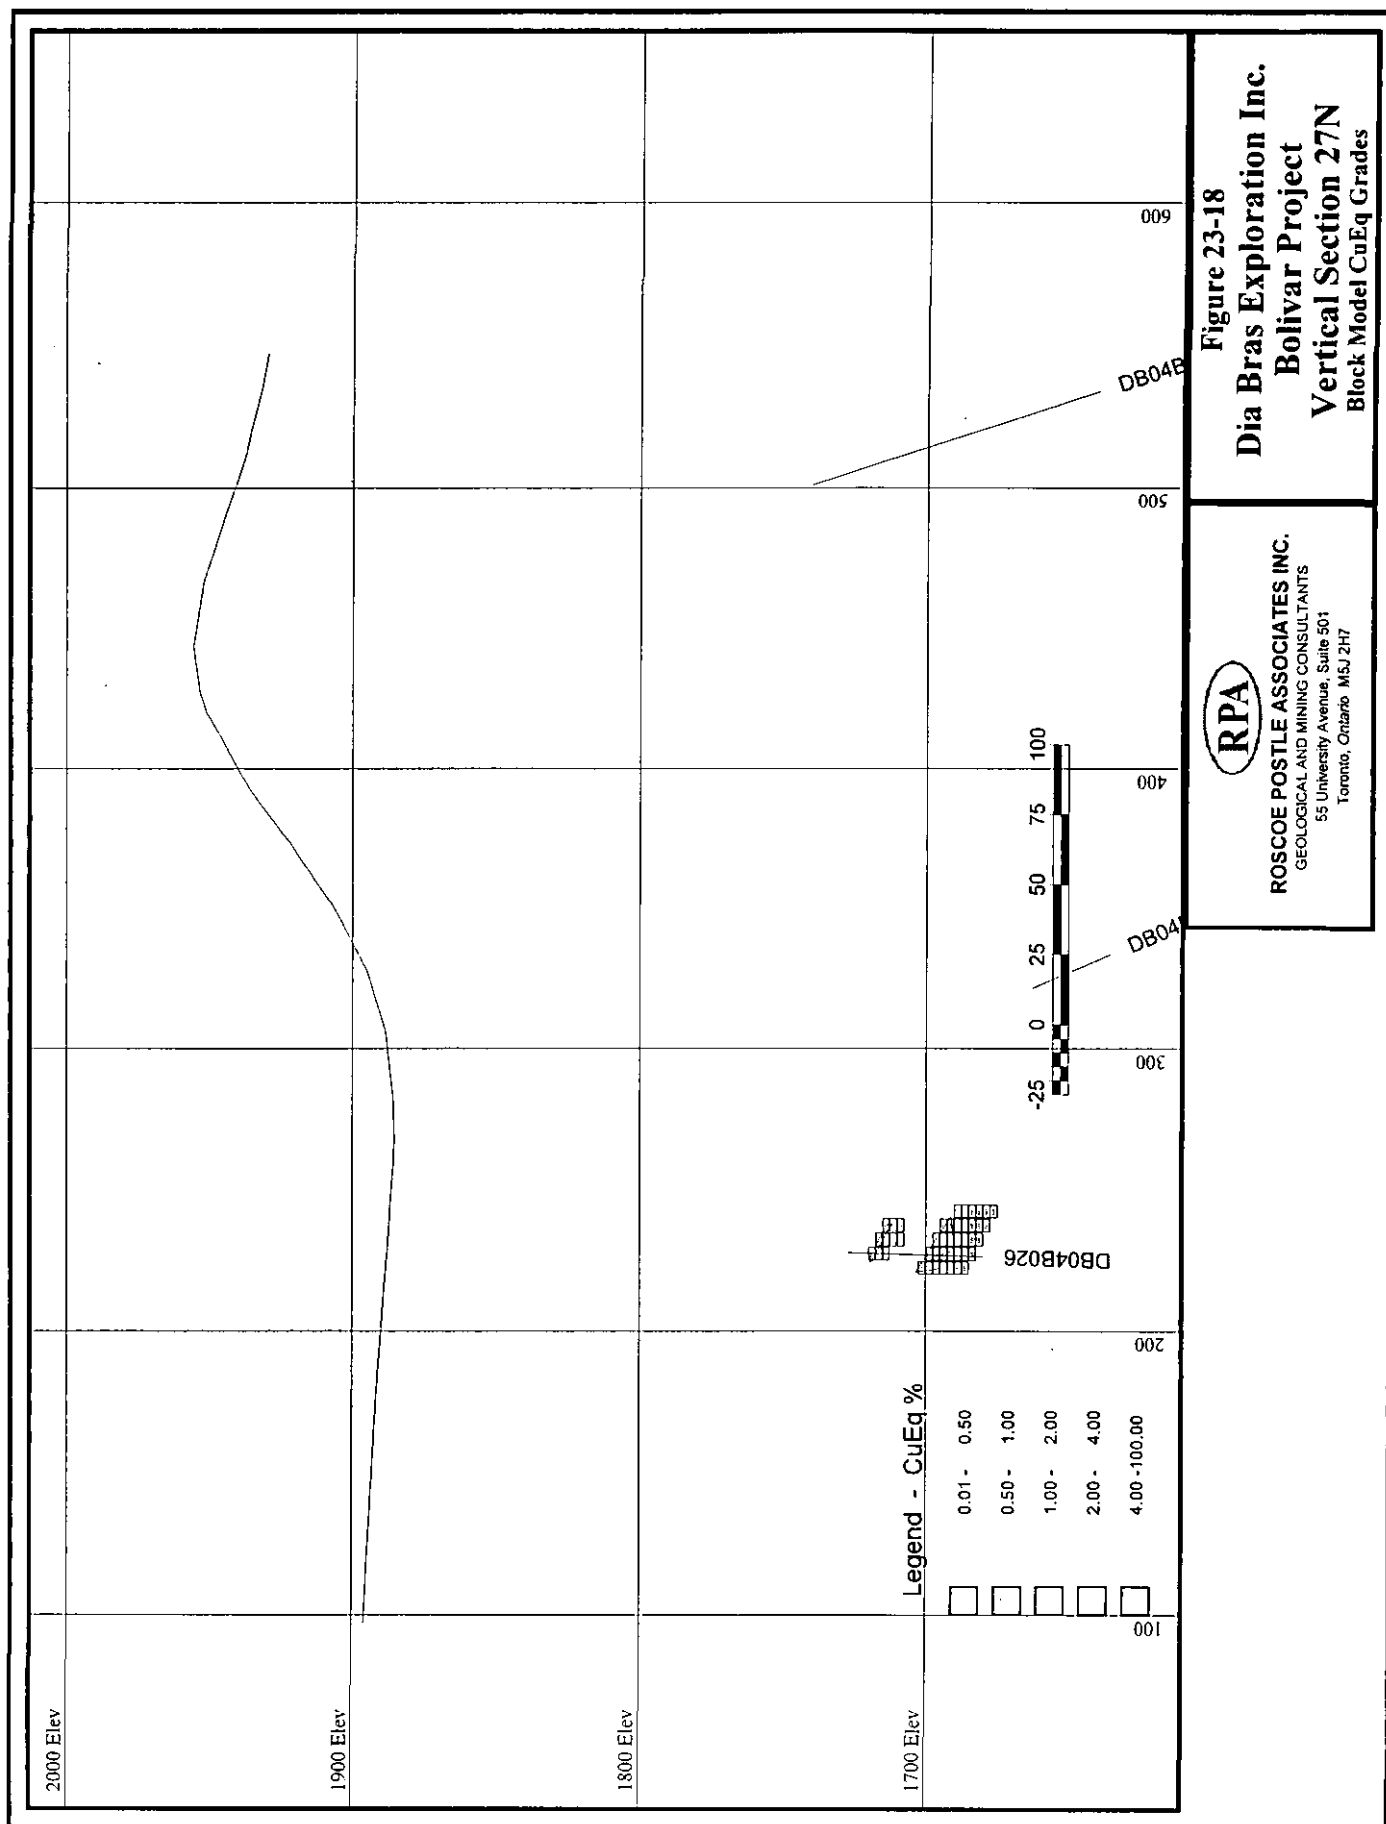 2000 Elev
1900 Elev
1800 Elev
1700 Elev
100
200
300
400
500
600
DB04B026
DB04B
-25 0 25 50 75 100
Legend - CuEq %
0.01 - 0.50
0.50 - 1.00
1.00 - 2.00
2.00 - 4.00
4.00 -100.00
RPA
ROSCOE POSTLE ASSOCIATES INC.
GEOLOGICAL AND MINING CONSULTANTS
55 University Avenue, Suite 501
Toronto, Ontario M5J 2H7
Figure 23-18
Dia Bras Exploration Inc.
Bolivar Project
Vertical Section 27N
Block Model CuEq Grades